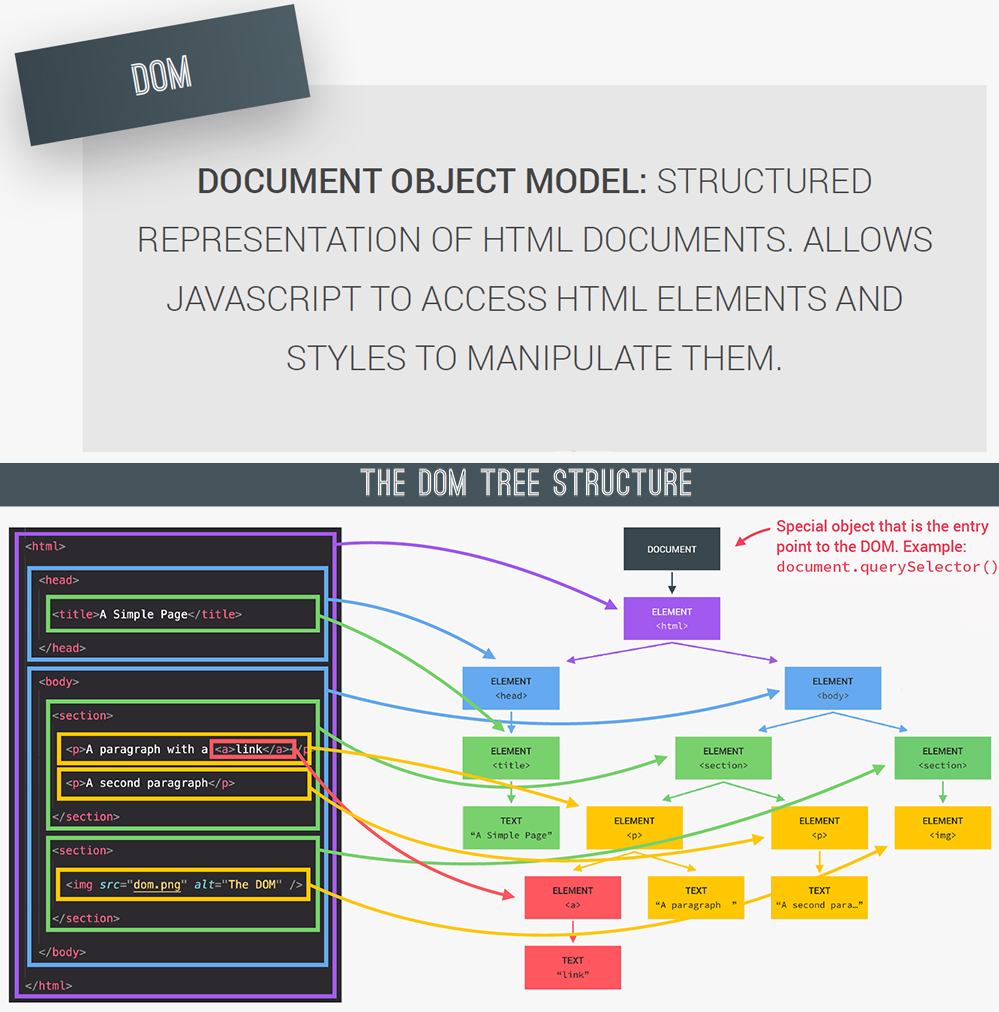 DOM
DOCUMENT OBJECT MODEL: STRUCTURED
REPRESENTATION OF HTML DOCUMENTS. ALLOWS
JAVASCRIPT TO ACCESS HTML ELEMENTS AND
STYLES TO MANIPULATE THEM.
THE DOM TREE STRUCTURE
<html>
<head>
<title>A Simple Page</title>
</head>
<body>
<section>
<p>A paragraph with a <a>link</a></p
<p>A second paragraph</p>
</section>
<section>
<img src="dom.png" alt="The DOM" />
</section>
</body>
</html>
Special object that is the entry
point to the DOM. Example:
document.querySelector()
DOCUMENT
ELEMENT
<html>
ELEMENT
<head>
ELEMENT
<body>
ELEMENT
<title>
ELEMENT
<section>
ELEMENT
<section>
TEXT
“A Simple Page”
ELEMENT
<p>
ELEMENT
<p>
ELEMENT
<img>
ELEMENT
<a>
TEXT
“A paragraph ”
TEXT
“A second para…”
TEXT
“link”